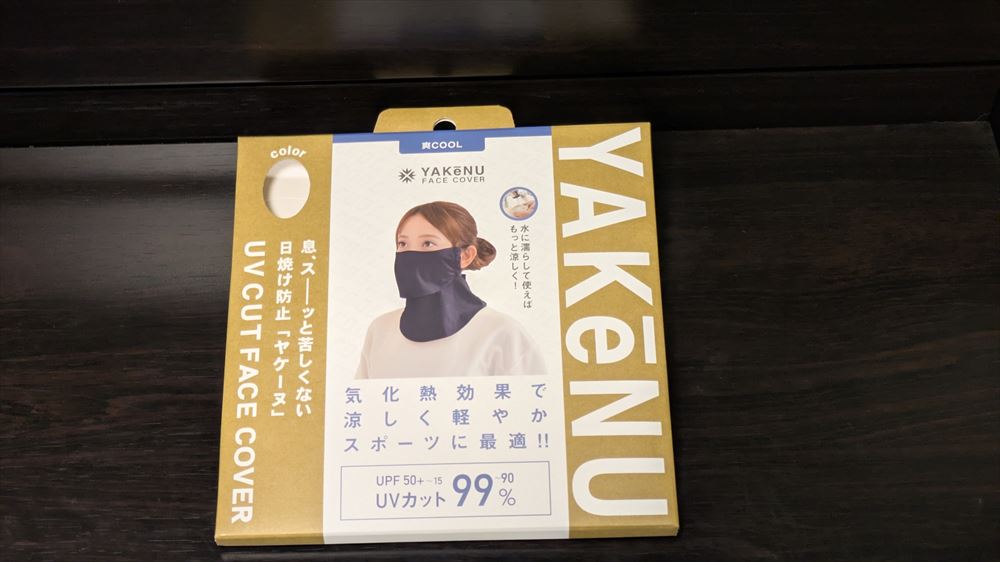 color
息、スーッと苦しくない
日焼け防止「ヤケーヌ」
UV CUT FACE COVER
爽COOL
YAKēNU
FACE COVER
水に濡らして使えば
もっと涼しく！
気化熱効果で
涼しく軽やか
スポーツに最適!!
UPF 50+~15
UVカット 99~90%
YAKēNU